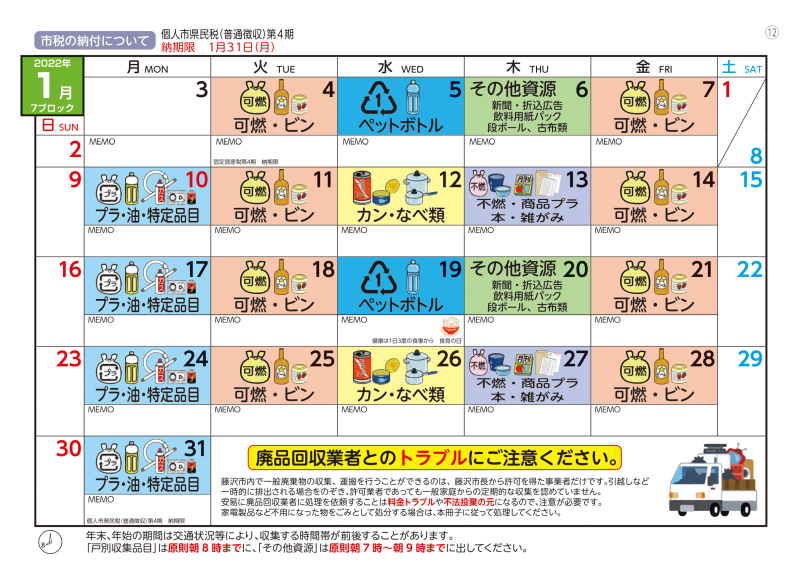 ⑫
市税の納付について
個人市県民税(普通徴収)第4期
納期限 1月31日(月)
2022年
1月
7ブロック
日 SUN
月 MON
火 TUE
水 WED
木 THU
金 FRI
土 SAT
2
3
MEMO
可燃
4
可燃・ビン
MEMO
固定資産税第4期 納期限
1
5
ペットボトル
MEMO
その他資源 6
新聞・折込広告
飲料用紙パック
段ボール、古布類
MEMO
可燃
7
可燃・ビン
MEMO
1
8
9
プラ
10
プラ・油・特定品目
MEMO
可燃
11
可燃・ビン
MEMO
12
カン・なべ類
MEMO
不燃
13
不燃・商品プラ
本・雑がみ
MEMO
可燃
14
可燃・ビン
MEMO
15
16
プラ
17
プラ・油・特定品目
MEMO
可燃
18
可燃・ビン
MEMO
1
19
ペットボトル
MEMO
健康は1日3度の食事から 食育の日
その他資源 20
新聞・折込広告
飲料用紙パック
段ボール、古布類
MEMO
可燃
21
可燃・ビン
MEMO
22
23
プラ
24
プラ・油・特定品目
MEMO
可燃
25
可燃・ビン
MEMO
26
カン・なべ類
MEMO
不燃
27
不燃・商品プラ
本・雑がみ
MEMO
可燃
28
可燃・ビン
MEMO
29
30
プラ
31
プラ・油・特定品目
MEMO
個人市県民税(普通徴収)第4期 納期限
廃品回収業者とのトラブルにご注意ください。
藤沢市内で一般廃棄物の収集、運搬を行うことができるのは、藤沢市長から許可を得た事業者だけです。引越しなど
一時的に排出される場合をのぞき、許可業者であっても一般家庭からの定期的な収集を認めていません。
安易に廃品回収業者に処理を依頼することは料金トラブルや不法投棄の元になるので、注意が必要です。
家電製品など不用になった物をごみとして処分する場合は、本冊子に従って処理してください。
8
年末、年始の期間は交通状況等により、収集する時間帯が前後することがあります。
「戸別収集品目」は原則朝8時までに、「その他資源」は原則朝7時〜朝9時までに出してください。